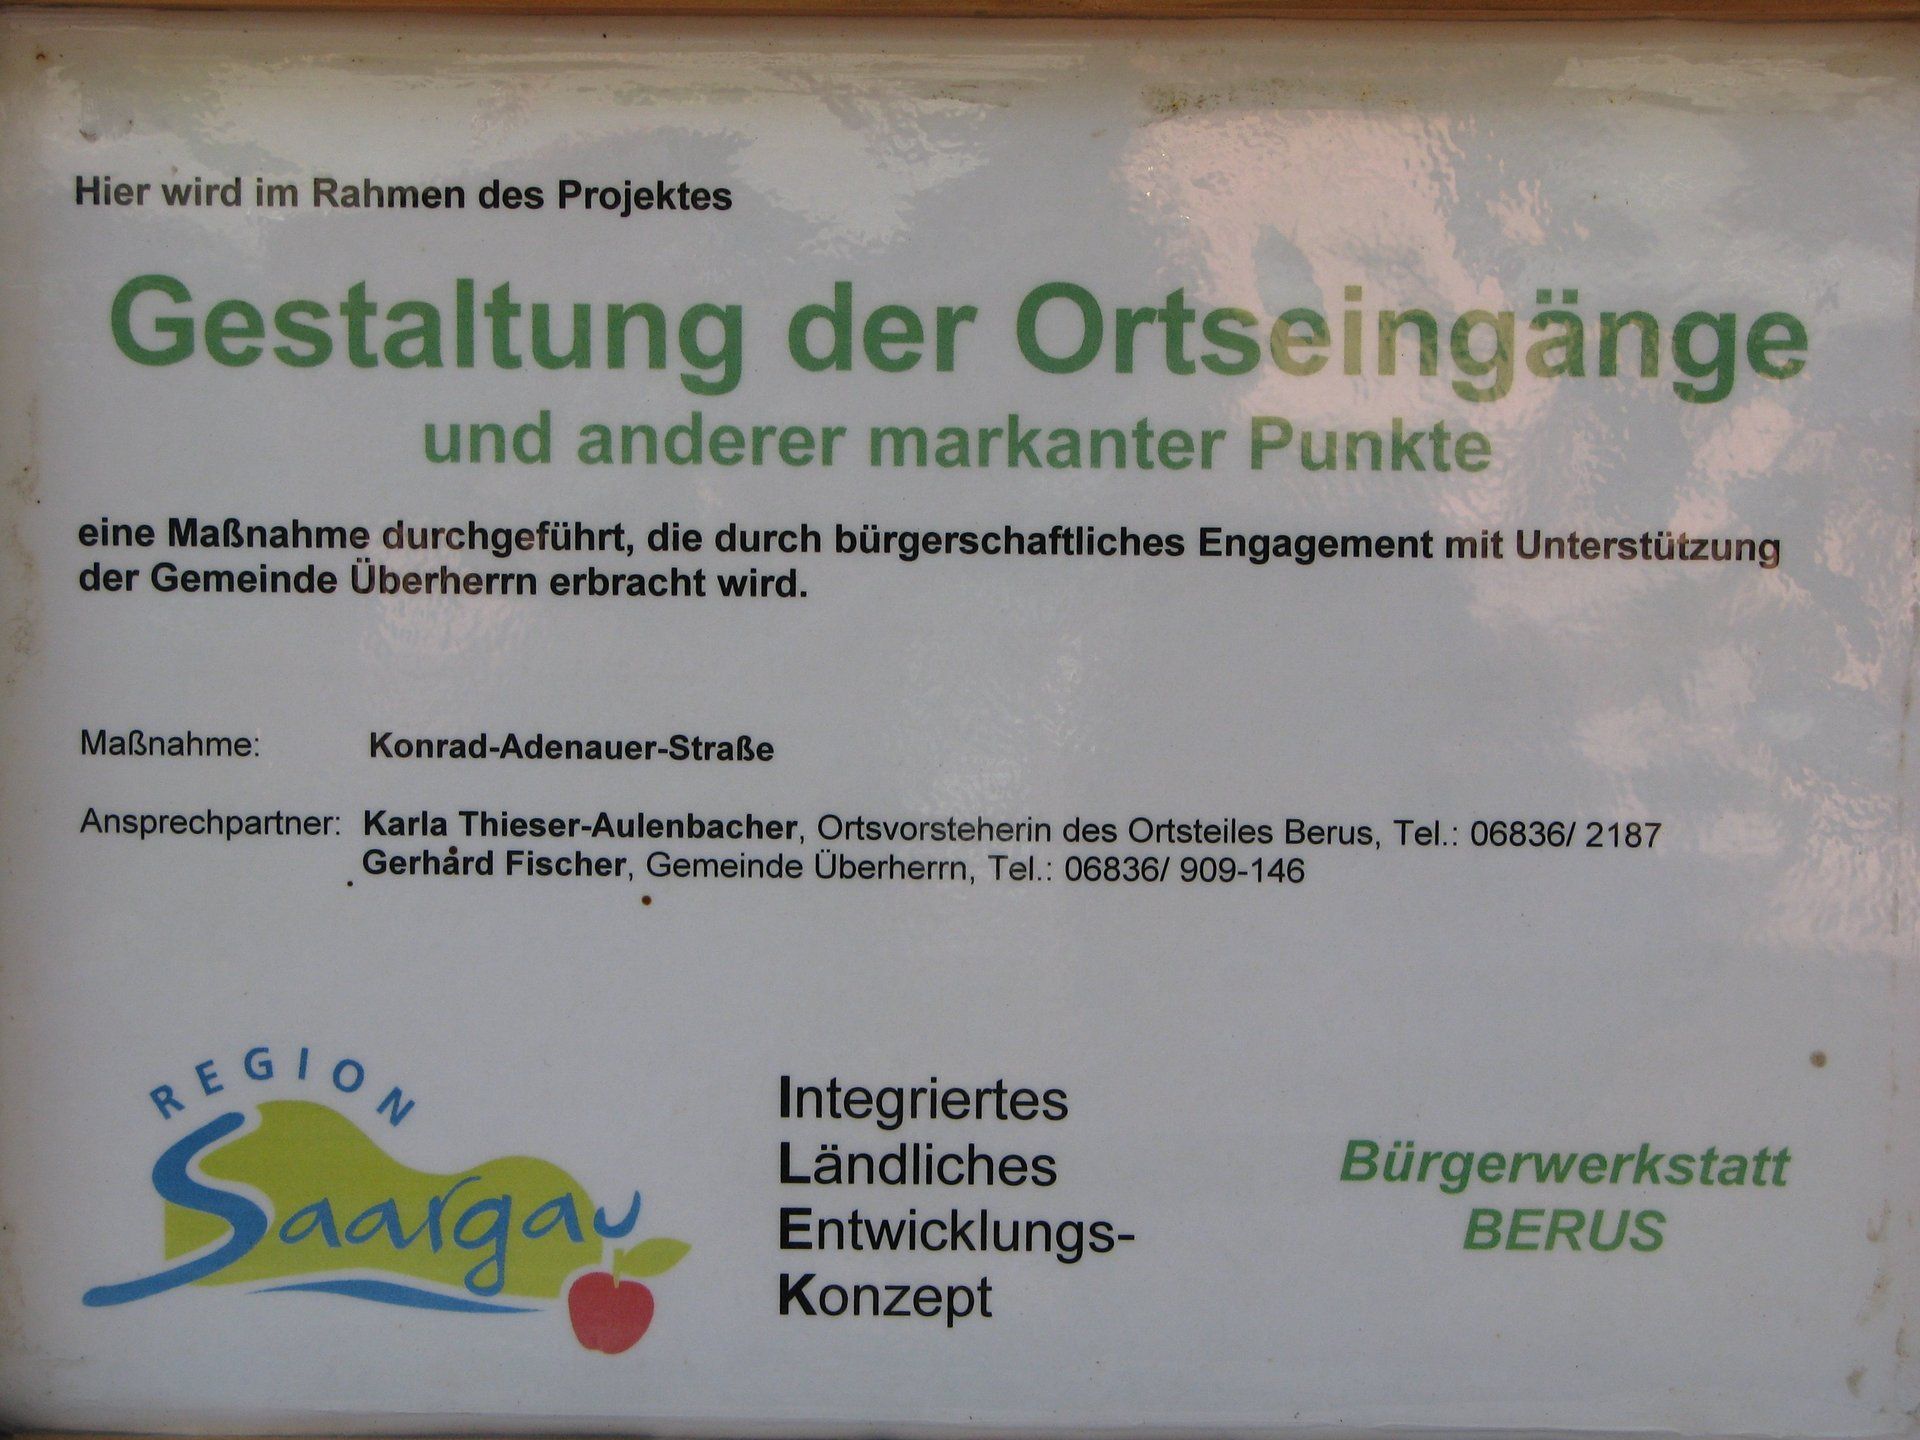 Hier wird im Rahmen des Projektes
Gestaltung der Ortseingänge
und anderer markanter Punkte
eine Maßnahme durchgeführt, die durch bürgerschaftliches Engagement mit Unterstützung
der Gemeinde Überherrn erbracht wird.
Maßnahme: Konrad-Adenauer-Straße
Ansprechpartner: Karla Thieser-Aulenbacher, Ortsvorsteherin des Ortsteiles Berus, Tel.: 06836/ 2187
Gerhard Fischer, Gemeinde Überherrn, Tel.: 06836/ 909-146
REGION
Saargau
Integriertes
Ländliches
Entwicklungs-
Konzept
Bürgerwerkstatt
BERUS